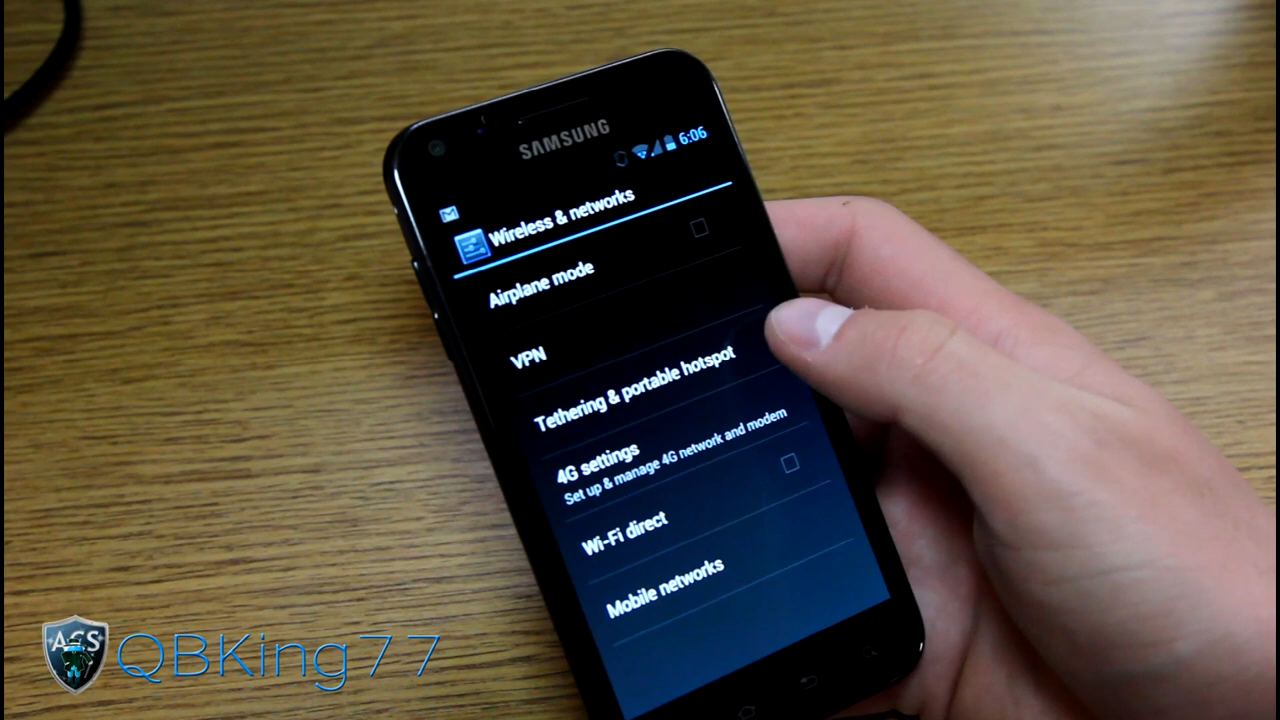 SAMSUNG
6:06
Wireless & networks
Airplane mode
VPN
Tethering & portable hotspot
4G settings
Set up & manage 4G network and modem
Wi-Fi direct
Mobile networks
ACS
QBKing77